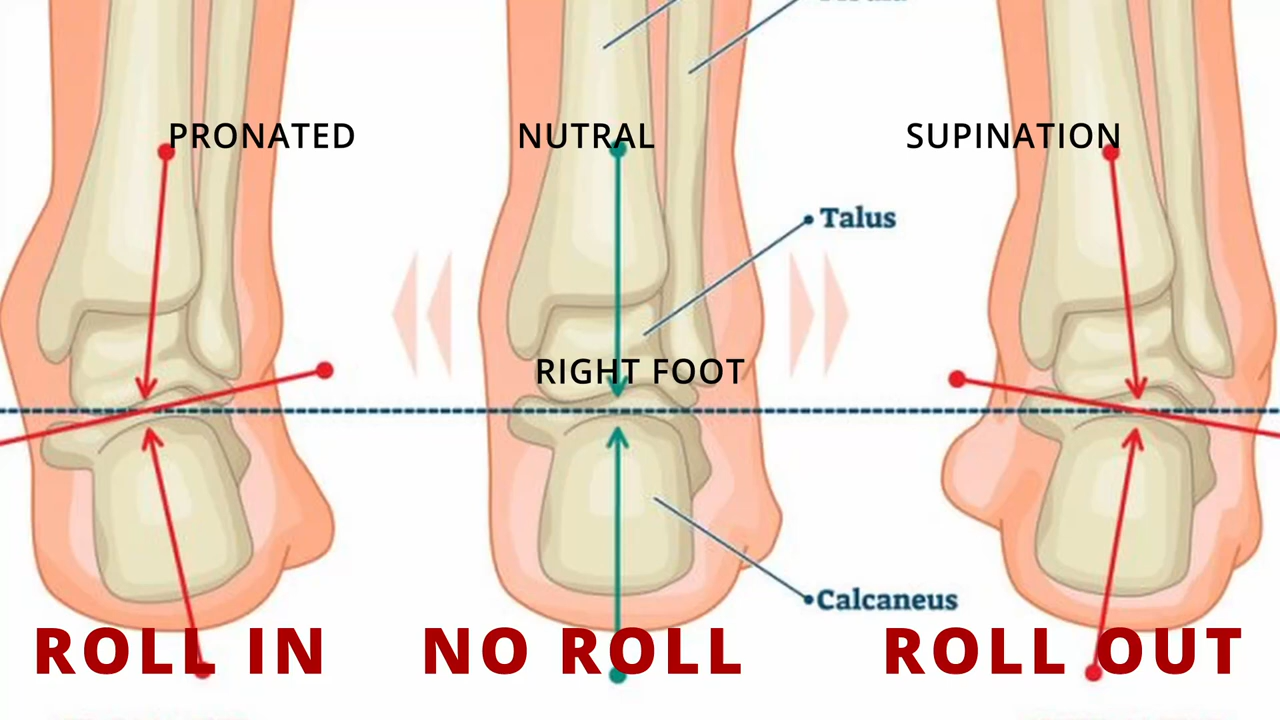 PRONATED
NUTRAL
SUPINATION
Talus
RIGHT FOOT
Calcaneus
ROLL IN
NO ROLL
ROLL OUT